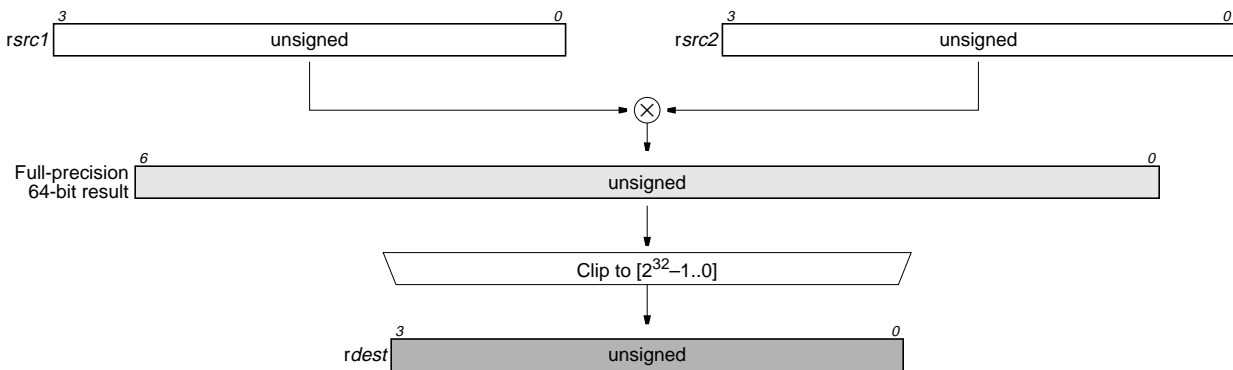 3 0 3 0
rsrc1 unsigned rsrc2 unsigned
6 0
Full-precision
64-bit result
unsigned
Clip to [2³²–1..0]
3 0
rdest unsigned